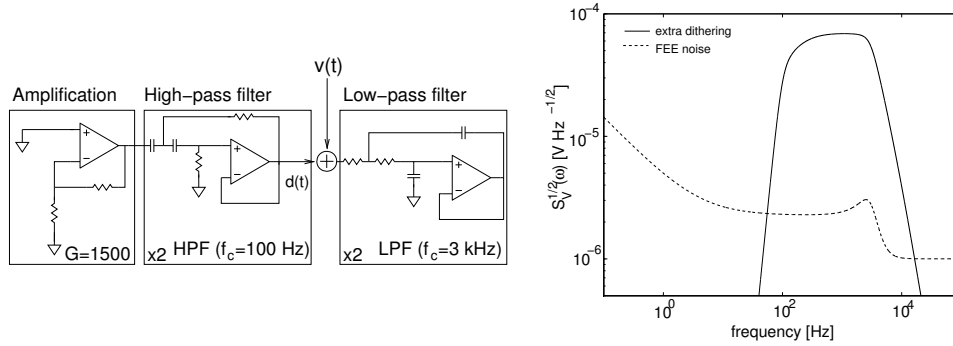 v(t)
Amplification
High−pass filter
Low−pass filter
+
−
+
−
+
−
d(t)
G=1500
x2 HPF (f_c=100 Hz)
x2 LPF (f_c=3 kHz)
extra dithering
FEE noise
S_V^{1/2}(ω) [V Hz^{−1/2}]
10^{-4}
10^{-5}
10^{-6}
10^0
10^2
10^4
frequency [Hz]